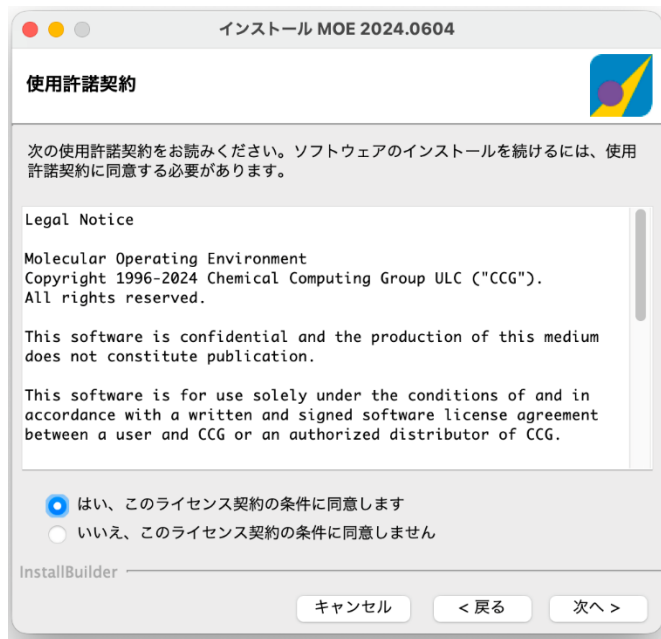 インストール MOE 2024.0604
使用許諾契約
次の使用許諾契約をお読みください。ソフトウェアのインストールを続けるには、使用
許諾契約に同意する必要があります。
Legal Notice
Molecular Operating Environment
Copyright 1996-2024 Chemical Computing Group ULC ("CCG").
All rights reserved.
This software is confidential and the production of this medium
does not constitute publication.
This software is for use solely under the conditions of and in
accordance with a written and signed software license agreement
between a user and CCG or an authorized distributor of CCG.
はい、このライセンス契約の条件に同意します
いいえ、このライセンス契約の条件に同意しません
InstallBuilder
キャンセル < 戻る 次へ >